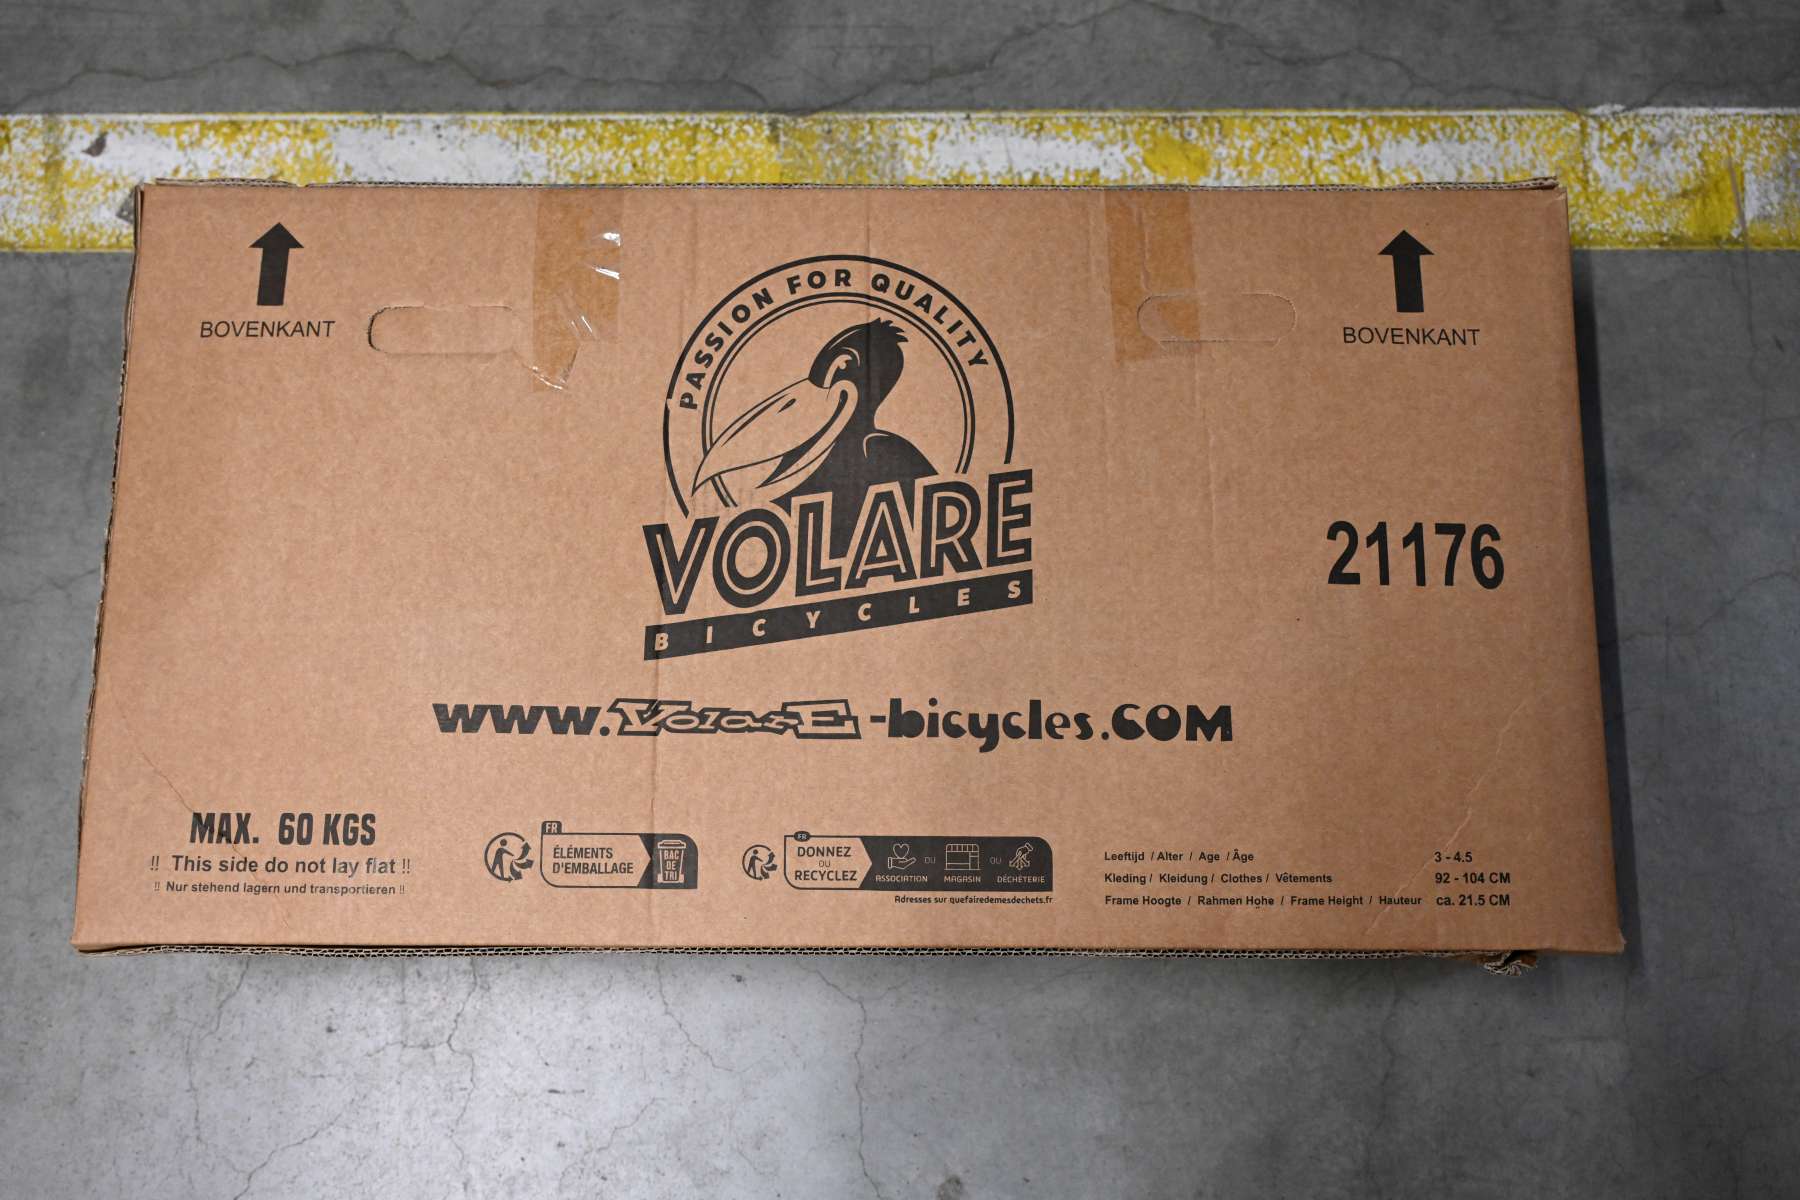 BOVENKANT
BOVENKANT
PASSION FOR QUALITY
VOLARE
BICYCLES
21176
www.VolarE-bicycles.COM
MAX. 60 KGS
!! This side do not lay flat !!
!! Nur stehend lagern und transportieren !!
FR
ÉLÉMENTS
D'EMBALLAGE
BAC
DE
TRI
FR
DONNEZ
OU
RECYCLEZ
ASSOCIATION OU MAGASIN OU DÉCHÈTERIE
Adresses sur quefairedemesdechets.fr
Leeftijd / Alter / Age / Âge 3 - 4.5
Kleding / Kleidung / Clothes / Vêtements 92 - 104 CM
Frame Hoogte / Rahmen Hohe / Frame Height / Hauteur ca. 21.5 CM